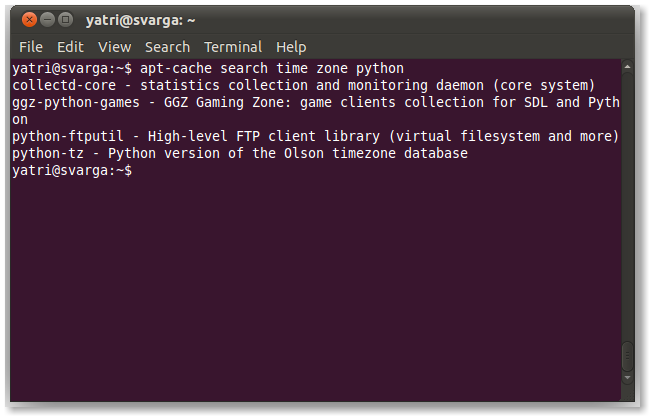 yatri@svarga: ~
File Edit View Search Terminal Help
yatri@svarga:~$ apt-cache search time zone python
collectd-core - statistics collection and monitoring daemon (core system)
ggz-python-games - GGZ Gaming Zone: game clients collection for SDL and Pyth
on
python-ftputil - High-level FTP client library (virtual filesystem and more)
python-tz - Python version of the Olson timezone database
yatri@svarga:~$